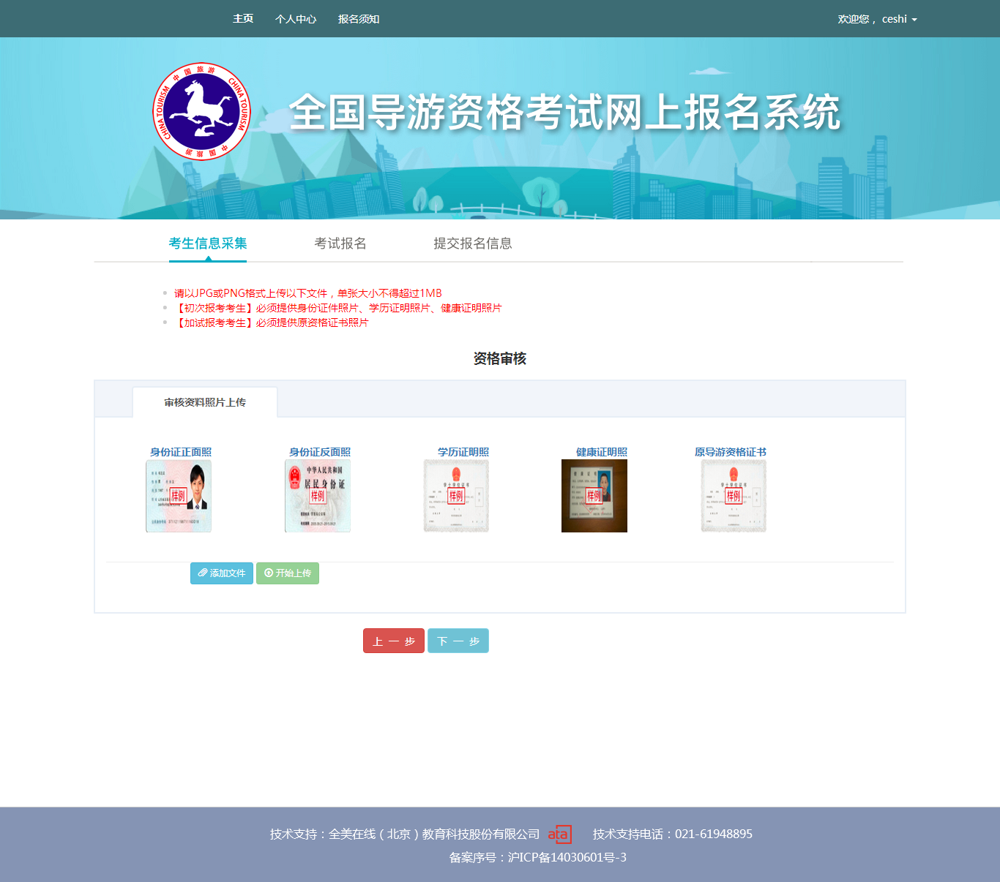 主页 个人中心 报名须知 欢迎您， ceshi
中国旅游 CHINA TOURISM
CHINA TOURISM 中国旅游
全国导游资格考试网上报名系统
考生信息采集 考试报名 提交报名信息
请以JPG或PNG格式上传以下文件，单张大小不得超过1MB
【初次报考考生】必须提供身份证件照片、学历证明照片、健康证明照片
【加试报考考生】必须提供原资格证书照片
资格审核
审核资料照片上传
身份证正面照 身份证反面照 学历证明照 健康证明照 原导游资格证书
中华人民共和国
居民身份证
样例 样例 样例 样例 样例
添加文件 开始上传
上 一 步 下 一 步
技术支持：全美在线（北京）教育科技股份有限公司 ata 技术支持电话：021-61948895
备案序号：沪ICP备14030601号-3